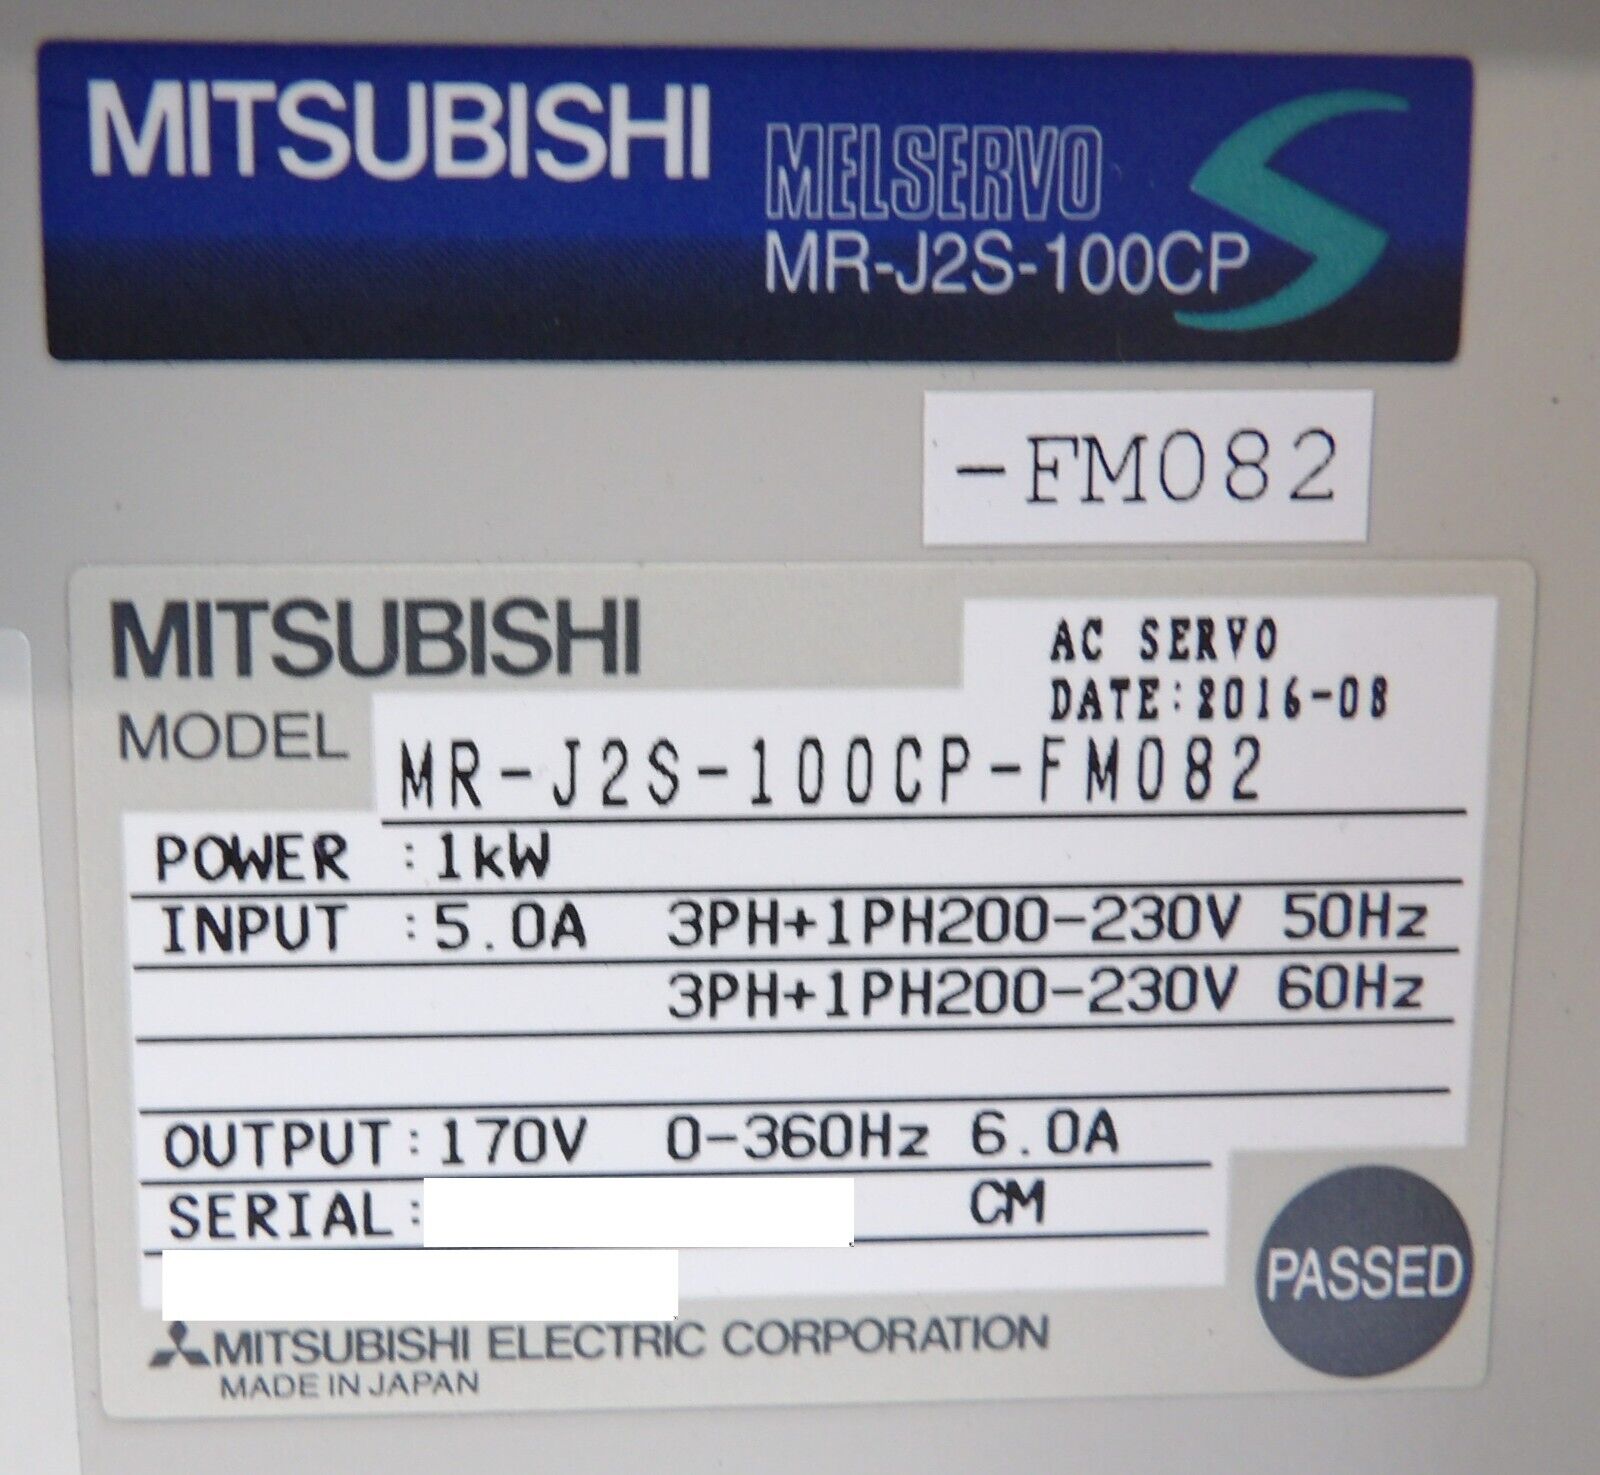 MITSUBISHI
MELSERVO
MR-J2S-100CP
-FM082
MITSUBISHI
AC SERVO
DATE:2016-08
MODEL MR-J2S-100CP-FM082
POWER :1kW
INPUT :5.0A 3PH+1PH200-230V 50Hz
3PH+1PH200-230V 60Hz
OUTPUT:170V 0-360Hz 6.0A
SERIAL: CM
PASSED
MITSUBISHI ELECTRIC CORPORATION
MADE IN JAPAN